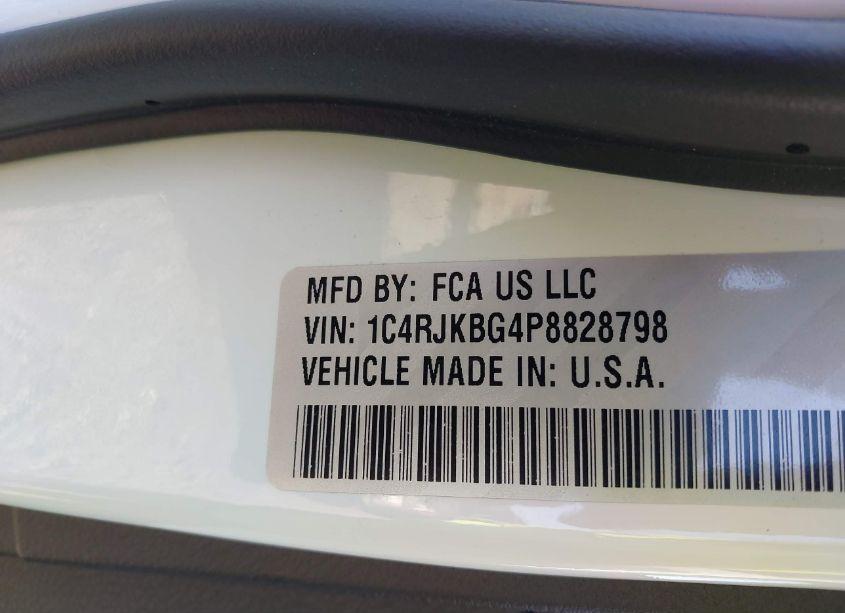 MFD BY: FCA US LLC
VIN: 1C4RJKBG4P8828798
VEHICLE MADE IN: U.S.A.